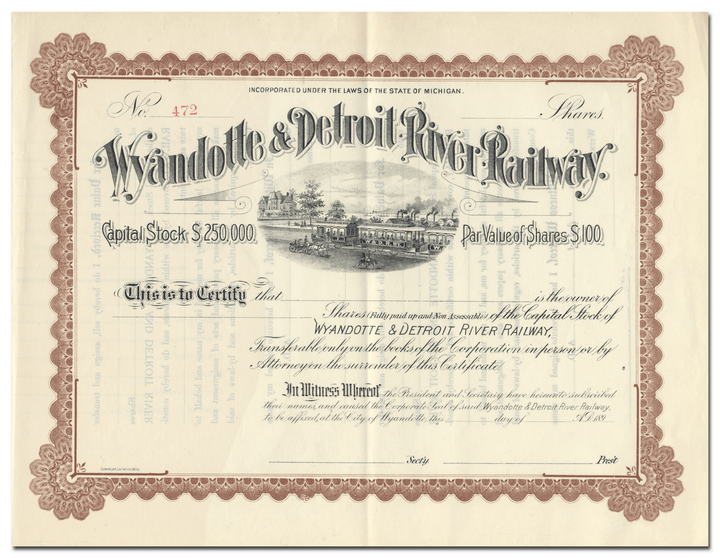 INCORPORATED UNDER THE LAWS OF THE STATE OF MICHIGAN.
No. 472 Shares.
Wyandotte & Detroit River Railway.
Capital Stock $250,000. Par Value of Shares $100.
This is to Certify that is the owner of
Shares (Fully paid up and Non Assessable) of the Capital Stock of
WYANDOTTE & DETROIT RIVER RAILWAY,
Transferable only on the books of the Corporation in person or by
Attorney on the surrender of this Certificate.
In Witness Whereof the President and Secretary have hereunto subscribed
their names, and caused the Corporate Seal of said Wyandotte & Detroit River Railway.
to be affixed, at the City of Wyandotte, this day of A.D. 189
Secty. Prest.